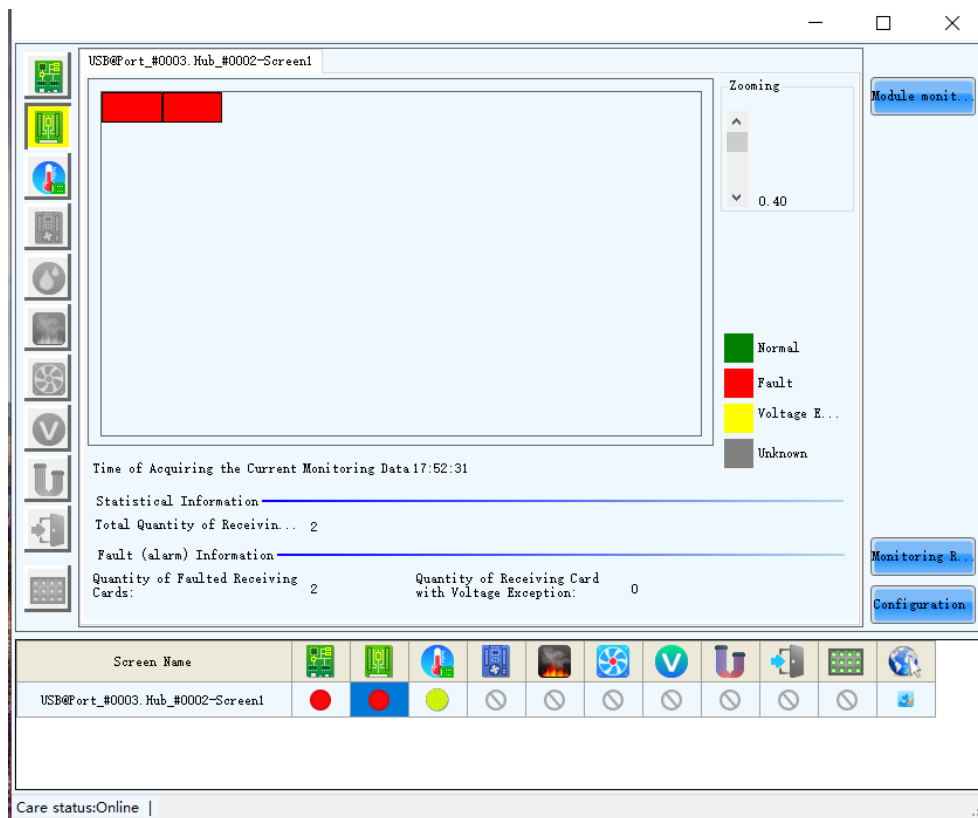 USB@Port_#0003.Hub_#0002-Screen1
Zooming
0.40
Module monit...
Normal
Fault
Voltage E...
Unknown
Time of Acquiring the Current Monitoring Data 17:52:31
Statistical Information
Total Quantity of Receivin... 2
Fault (alarm) Information
Quantity of Faulted Receiving
Cards: 2
Quantity of Receiving Card
with Voltage Exception: 0
Monitoring R...
Configuration
Screen Name
USB@Port_#0003.Hub_#0002-Screen1
Care status:Online |